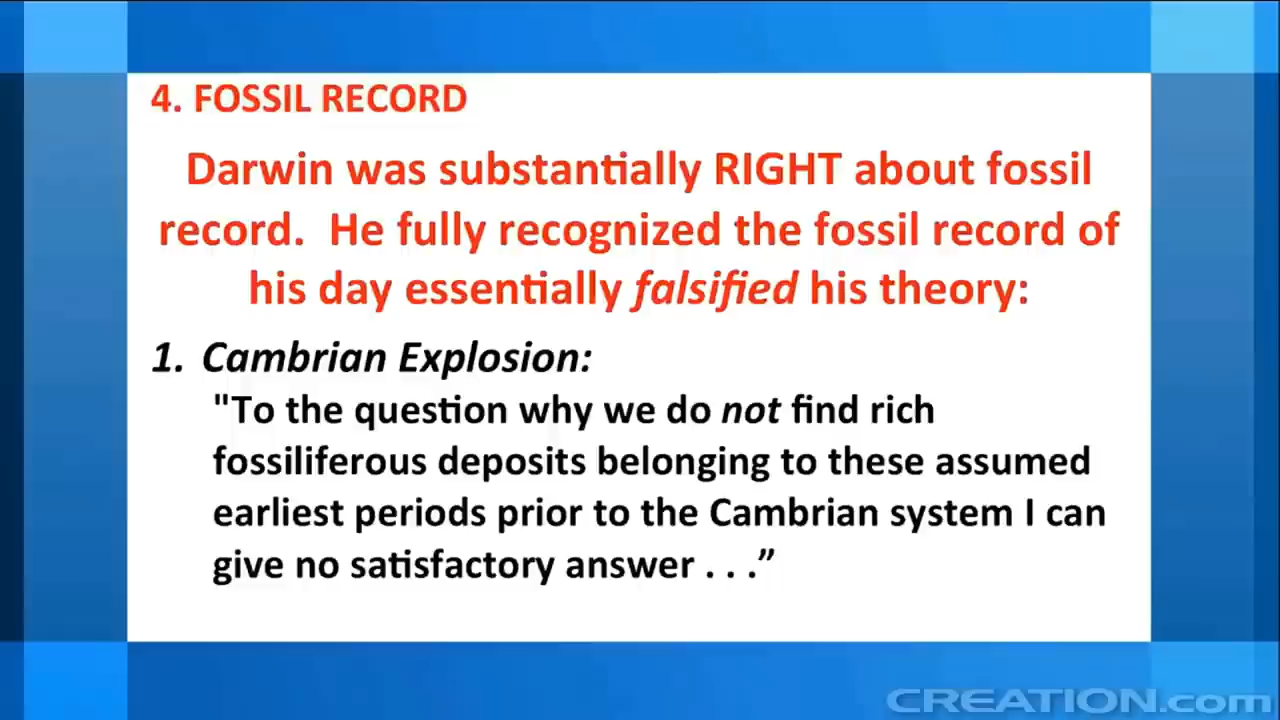 4. FOSSIL RECORD
Darwin was substantially RIGHT about fossil
record.  He fully recognized the fossil record of
his day essentially falsified his theory:
1. Cambrian Explosion:
"To the question why we do not find rich
fossiliferous deposits belonging to these assumed
earliest periods prior to the Cambrian system I can
give no satisfactory answer . . .”
CREATION.com